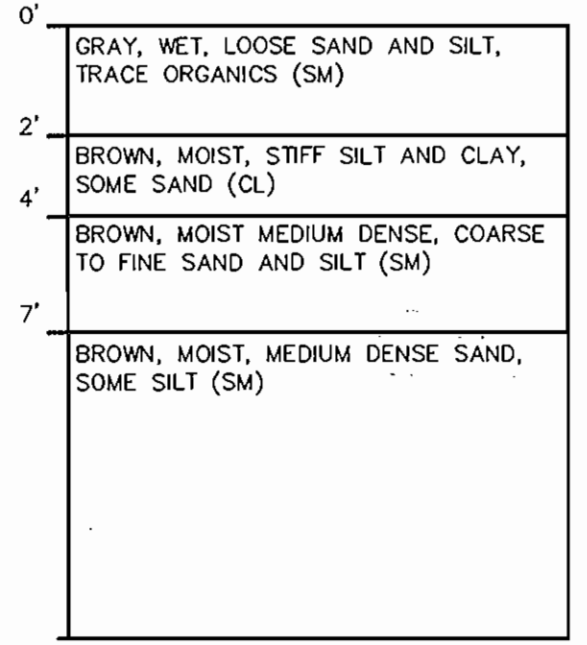 0'
GRAY, WET, LOOSE SAND AND SILT,
TRACE ORGANICS (SM)
2'
BROWN, MOIST, STIFF SILT AND CLAY,
SOME SAND (CL)
4'
BROWN, MOIST MEDIUM DENSE, COARSE
TO FINE SAND AND SILT (SM)
7'
BROWN, MOIST, MEDIUM DENSE SAND,
SOME SILT (SM)